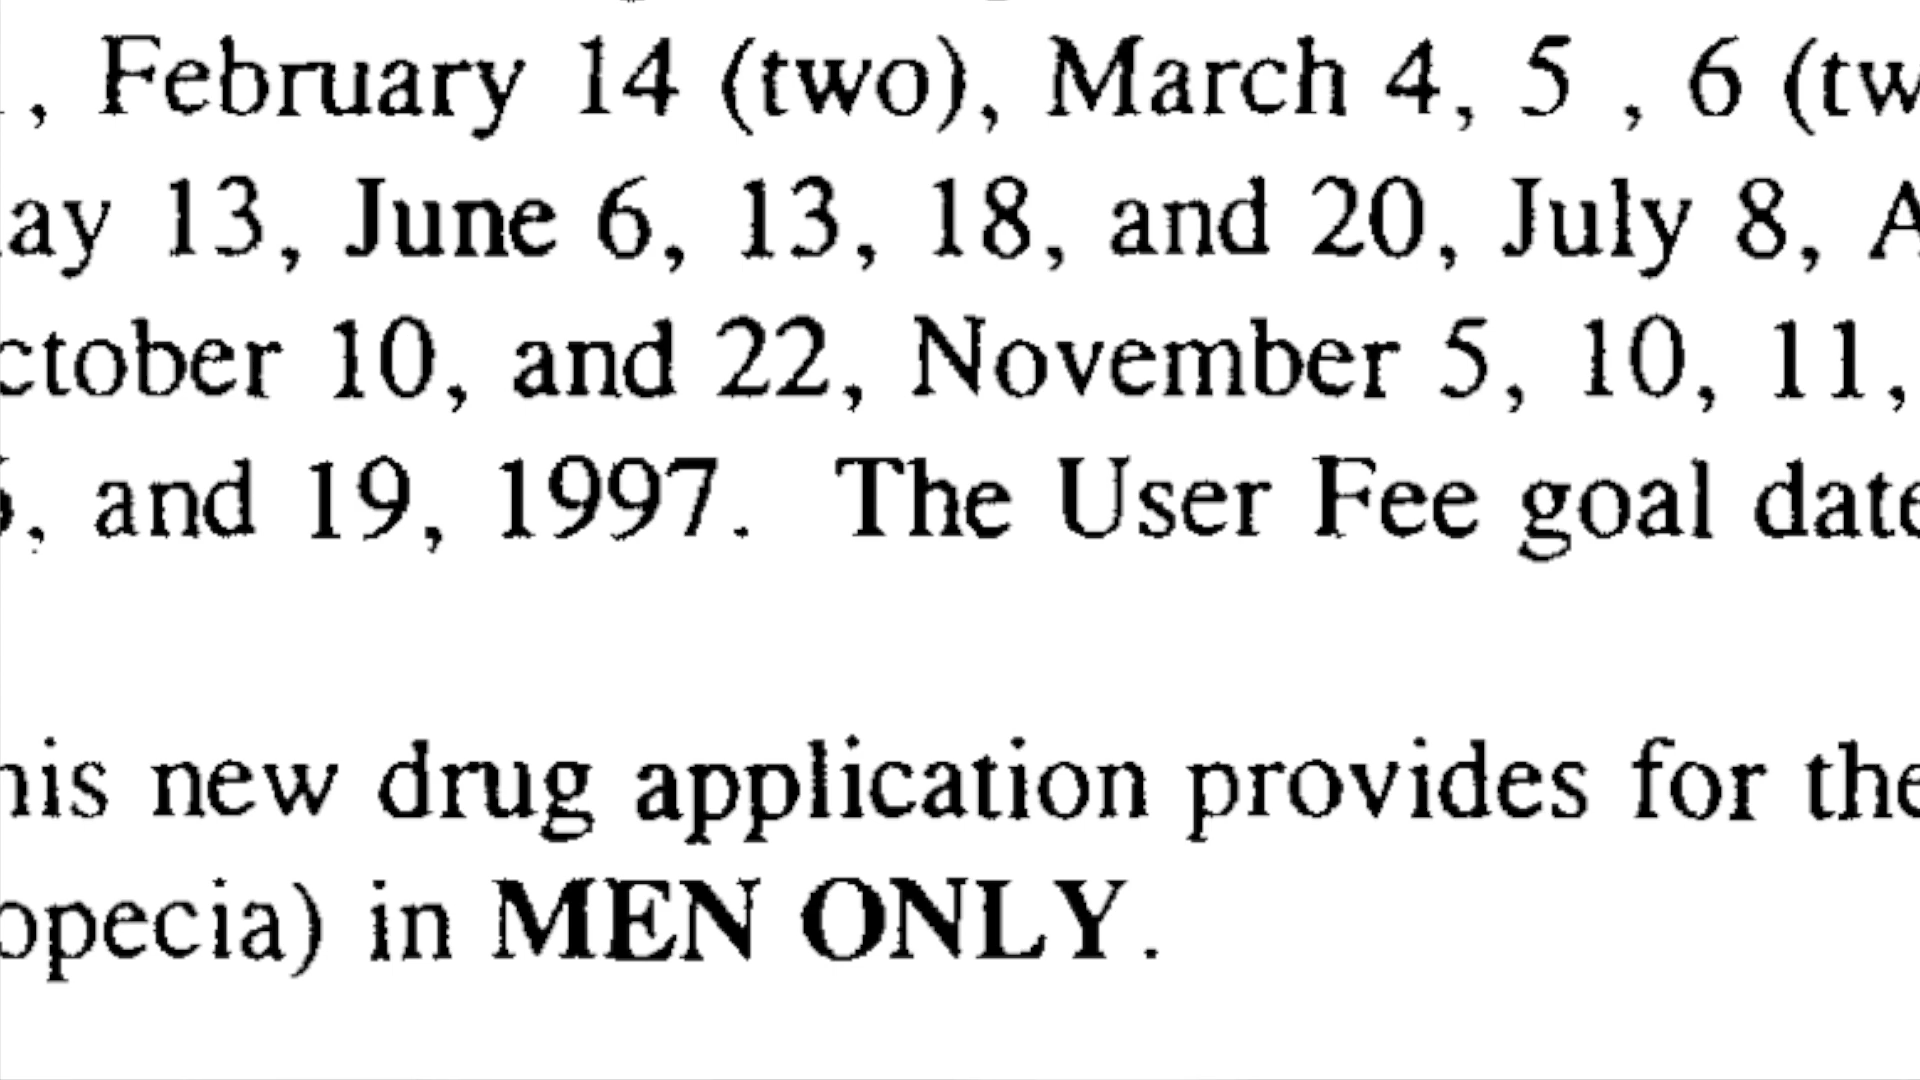 , February 14 (two), March 4, 5 , 6 (tw
ay 13, June 6, 13, 18, and 20, July 8, A
ctober 10, and 22, November 5, 10, 11,
, and 19, 1997. The User Fee goal date
his new drug application provides for the
opecia) in MEN ONLY.